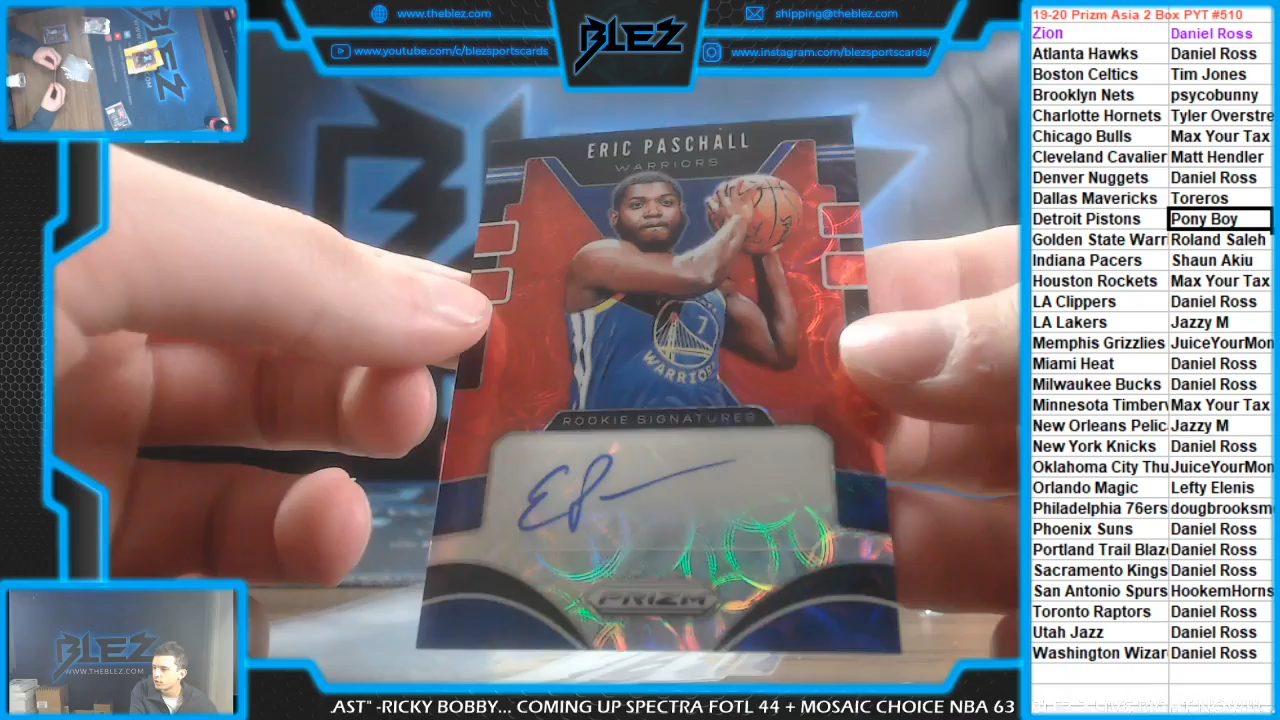 www.theblez.com
www.youtube.com/c/blezsportscards
BLEZ
shipping@theblez.com
www.instagram.com/blezsportscards/
ERIC PASCHALL
WARRIORS
7
WARRIORS
ROOKIE SIGNATURES
PRIZM
BLEZ
WWW.THEBLEZ.COM
AST" -RICKY BOBBY... COMING UP SPECTRA FOTL 44 + MOSAIC CHOICE NBA 63
19-20 Prizm Asia 2 Box PYT #510
Zion Daniel Ross
Atlanta Hawks Daniel Ross
Boston Celtics Tim Jones
Brooklyn Nets psycobunny
Charlotte Hornets Tyler Overstre
Chicago Bulls Max Your Tax
Cleveland Cavalier Matt Hendler
Denver Nuggets Daniel Ross
Dallas Mavericks Toreros
Detroit Pistons Pony Boy
Golden State Warr Roland Saleh
Indiana Pacers Shaun Akiu
Houston Rockets Max Your Tax
LA Clippers Daniel Ross
LA Lakers Jazzy M
Memphis Grizzlies JuiceYourMon
Miami Heat Daniel Ross
Milwaukee Bucks Daniel Ross
Minnesota Timberv Max Your Tax
New Orleans Pelic Jazzy M
New York Knicks Daniel Ross
Oklahoma City Thu JuiceYourMon
Orlando Magic Lefty Elenis
Philadelphia 76ers dougbrooksmo
Phoenix Suns Daniel Ross
Portland Trail Blaz Daniel Ross
Sacramento Kings Daniel Ross
San Antonio Spurs HookemHorns
Toronto Raptors Daniel Ross
Utah Jazz Daniel Ross
Washington Wizar Daniel Ross